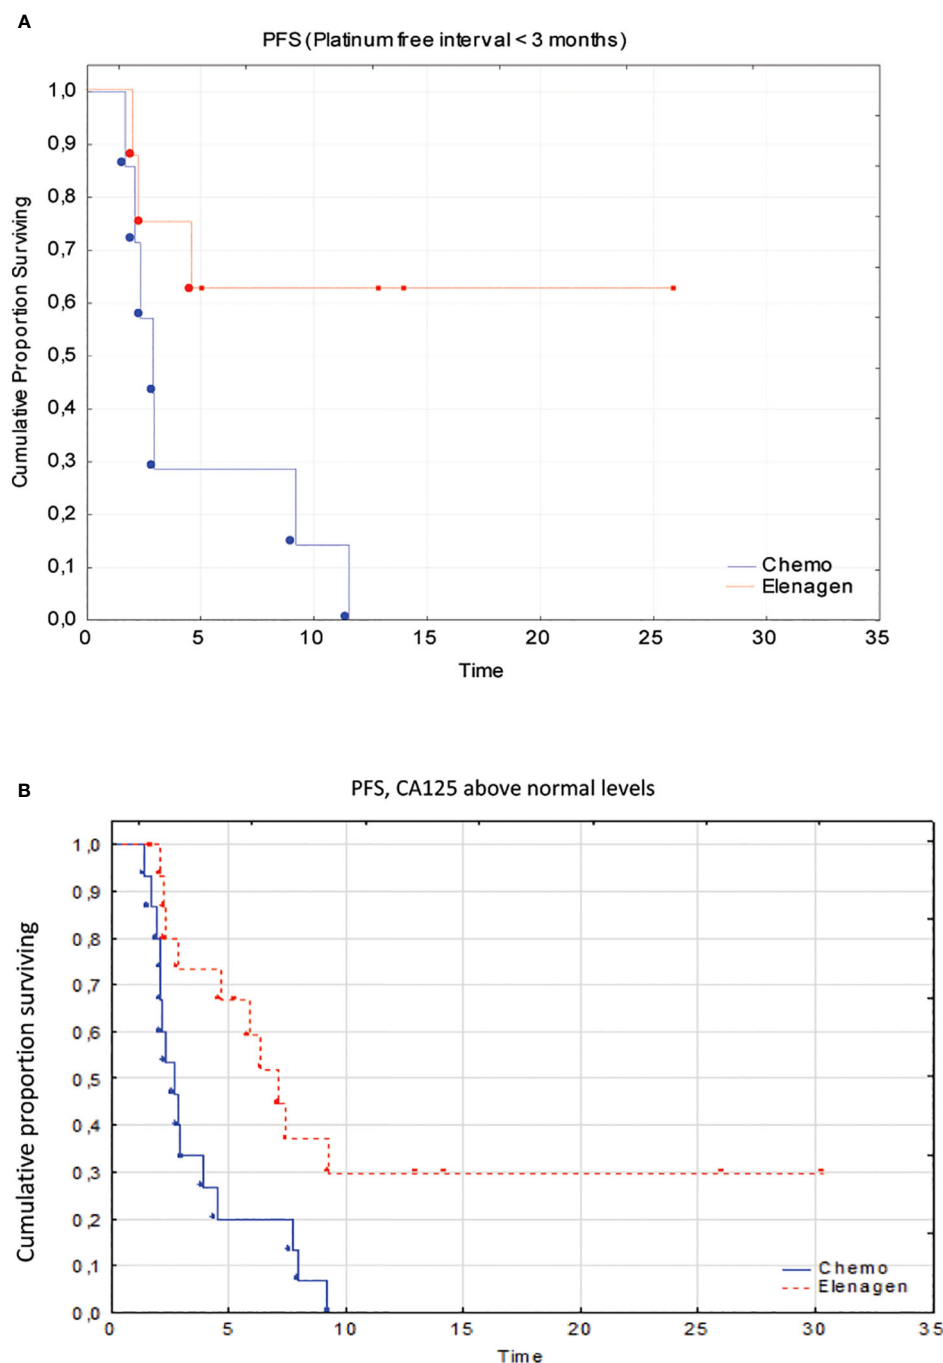 A
PFS (Platinum free interval < 3 months)
Cumulative Proportion Surviving
1,0
0,9
0,8
0,7
0,6
0,5
0,4
0,3
0,2
0,1
0,0
0 5 10 15 20 25 30 35
Time
Chemo
Elenagen
B
PFS, CA125 above normal levels
Cumulative proportion surviving
1,0
0,9
0,8
0,7
0,6
0,5
0,4
0,3
0,2
0,1
0,0
0 5 10 15 20 25 30 35
Time
Chemo
Elenagen